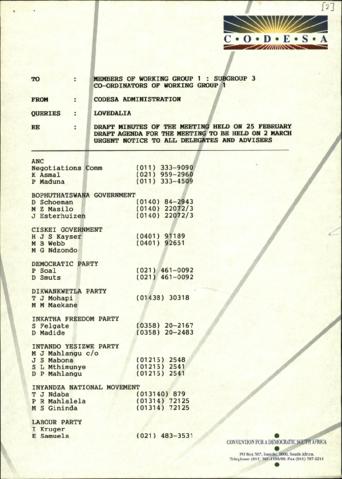 [2]
C·O·D·E·S·A
TO : MEMBERS OF WORKING GROUP 1 : SUBGROUP 3
CO-ORDINATORS OF WORKING GROUP 1
FROM : CODESA ADMINISTRATION
QUERIES : LOVEDALIA
RE : DRAFT MINUTES OF THE MEETING HELD ON 25 FEBRUARY
DRAFT AGENDA FOR THE MEETING TO BE HELD ON 2 MARCH
URGENT NOTICE TO ALL DELEGATES AND ADVISERS
ANC
Negotiations Comm (011) 333-9090
K Asmal (021) 959-2960
P Maduna (011) 333-4509
BOPHUTHATSWANA GOVERNMENT
D Schoeman (0140) 84-2943
M Z Masilo (0140) 22072/3
J Esterhuizen (0140) 22072/3
CISKEI GOVERNMENT
H J S Kayser (0401) 91189
M B Webb (0401) 92651
M G Ndzondo
DEMOCRATIC PARTY
P Soal (021) 461-0092
D Smuts (021) 461-0092
DIKWANKWETLA PARTY
T J Mohapi (01438) 30318
M M Maekane
INKATHA FREEDOM PARTY
S Felgate (0358) 20-2167
D Madide (0358) 20-2483
INTANDO YESIZWE PARTY
M J Mahlangu c/o
J S Mabona (01215) 2548
S L Mthimunye (01215) 2541
D P Mahlangu (01215) 2541
INYANDZA NATIONAL MOVEMENT
T J Ndaba (013140) 879
P R Mahlalela (01314) 72125
M S Gininda (01314) 72125
LABOUR PARTY
I Kruger
E Samuels (021) 483-3531
CONVENTION FOR A DEMOCRATIC SOUTH AFRICA
PO Box 307, Isando, 1600, South Africa.